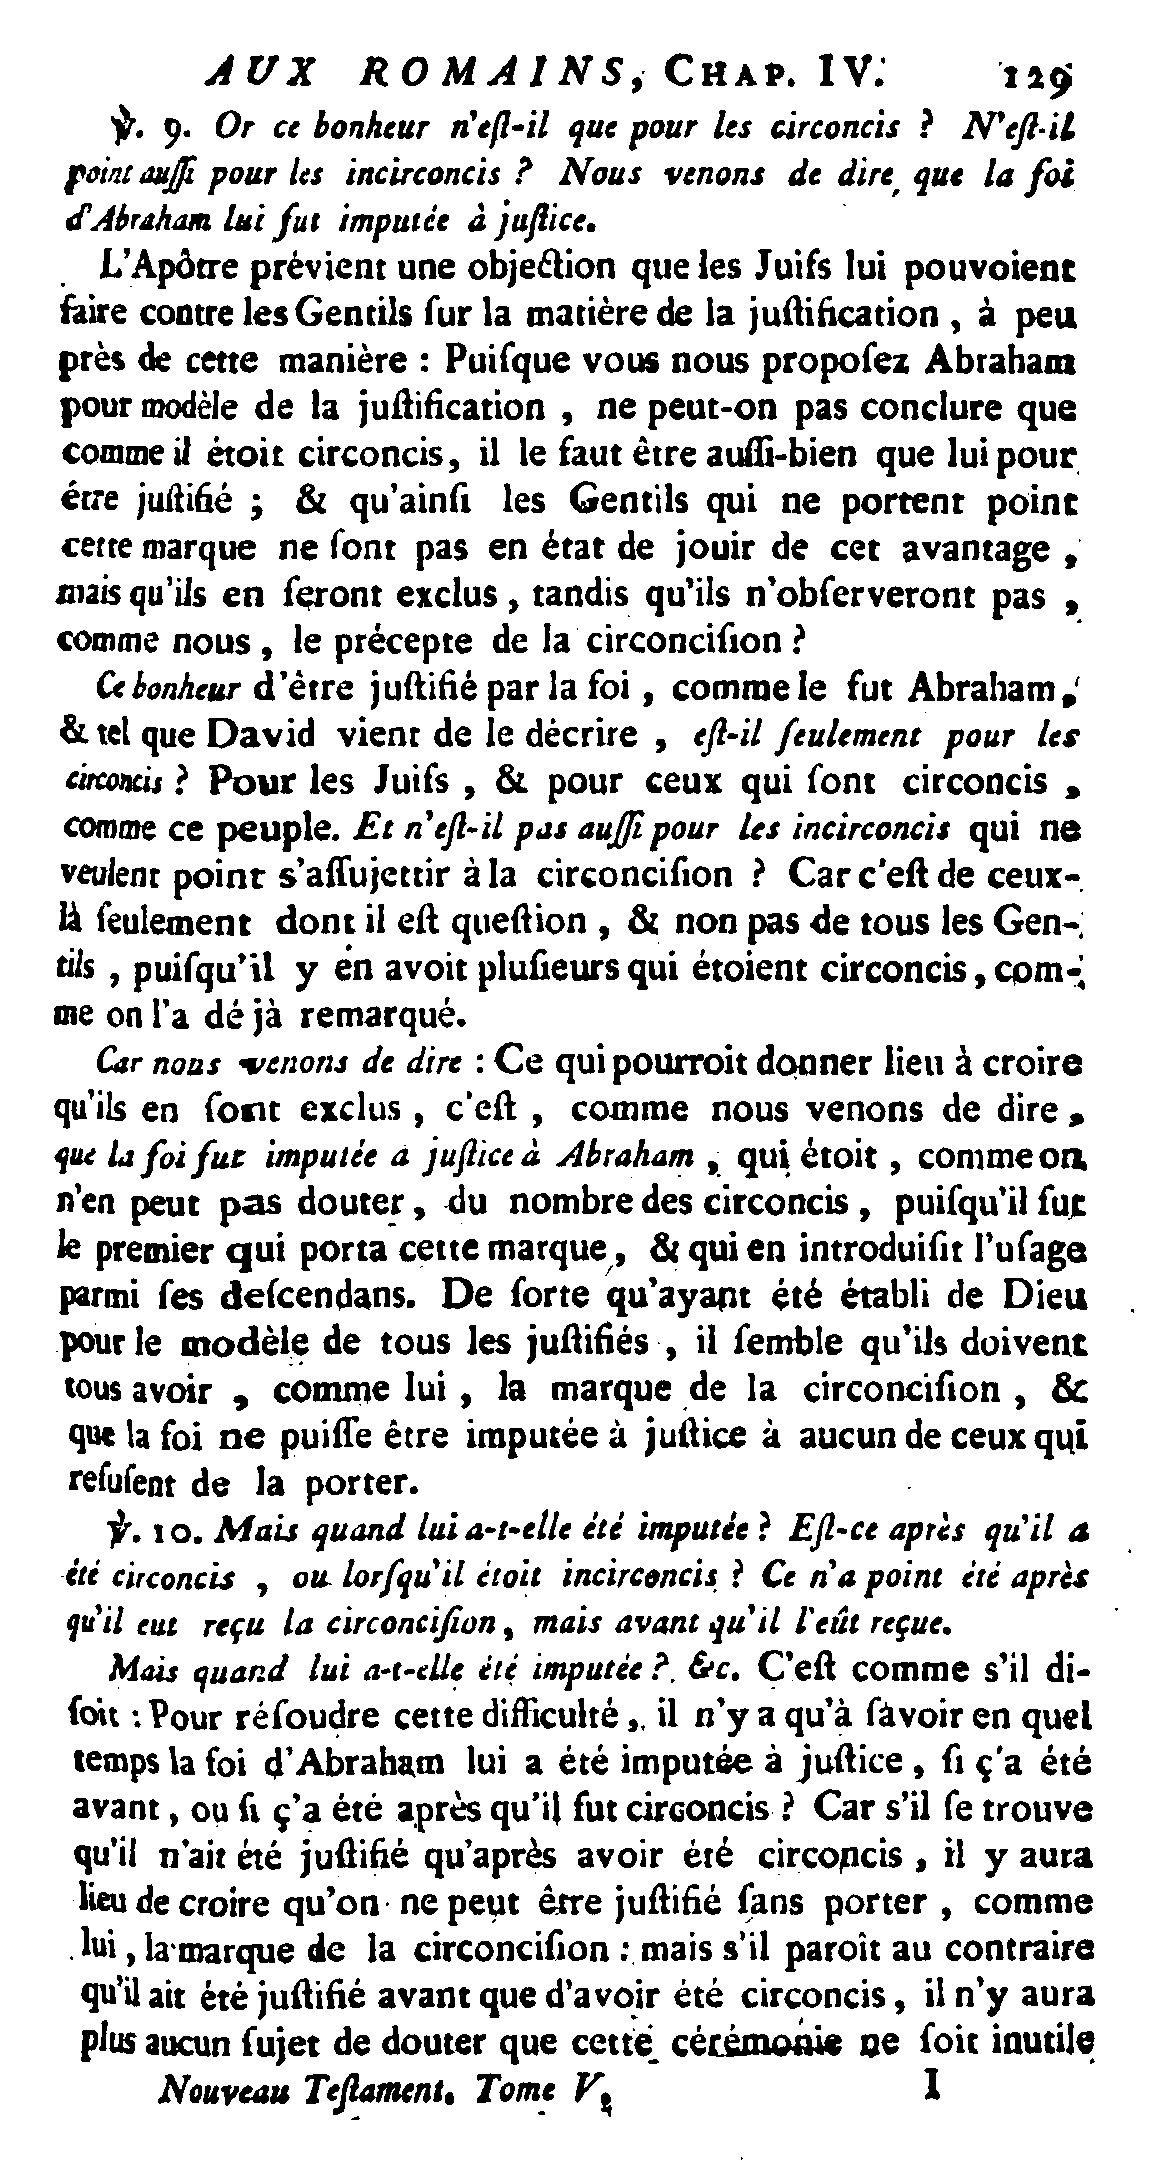 AUX ROMAINS, CHAP. IV. 129
℣. 9. Or ce bonheur n'eſt-il que pour les circoncis ? N'eſt-il
point auſſi pour les incirconcis ? Nous venons de dire que la foi
d'Abraham lui fut imputée à juſtice.
L'Apôtre prévient une objection que les Juifs lui pouvoient
faire contre les Gentils ſur la matière de la juſtification , à peu
près de cette manière : Puiſque vous nous propoſez Abraham
pour modèle de la juſtification , ne peut-on pas conclure que
comme il étoit circoncis, il le faut être auſſi-bien que lui pour
être juſtifié ; & qu'ainſi les Gentils qui ne portent point
cette marque ne ſont pas en état de jouir de cet avantage ,
mais qu'ils en ſeront exclus , tandis qu'ils n'obſerveront pas ,
comme nous , le précepte de la circonciſion ?
Ce bonheur d'être juſtifié par la foi , comme le fut Abraham,
& tel que David vient de le décrire , eſt-il ſeulement pour les
circoncis ? Pour les Juifs , & pour ceux qui ſont circoncis ,
comme ce peuple. Et n'eſt-il pas auſſi pour les incirconcis qui ne
veulent point s'aſſujettir à la circonciſion ? Car c'eſt de ceux-
là ſeulement dont il eſt queſtion , & non pas de tous les Gen-
tils , puiſqu'il y en avoit pluſieurs qui étoient circoncis, com-
me on l'a déjà remarqué.
Car nous venons de dire : Ce qui pourroit donner lieu à croire
qu'ils en ſont exclus , c'eſt , comme nous venons de dire ,
que la foi fut imputée à juſtice à Abraham , qui étoit , comme on
n'en peut pas douter , du nombre des circoncis , puiſqu'il fut
le premier qui porta cette marque , & qui en introduiſit l'uſage
parmi ſes deſcendans. De ſorte qu'ayant été établi de Dieu
pour le modèle de tous les juſtifiés , il ſemble qu'ils doivent
tous avoir , comme lui , la marque de la circonciſion , &
que la foi ne puiſſe être imputée à juſtice à aucun de ceux qui
refuſent de la porter.
℣. 10. Mais quand lui a-t-elle été imputée ? Eſt-ce après qu'il a
été circoncis , ou lorſqu'il étoit incirconcis ? Ce n'a point été après
qu'il eut reçu la circonciſion, mais avant qu'il l'eût reçue.
Mais quand lui a-t-elle été imputée ? &c. C'eſt comme s'il di-
ſoit : Pour réſoudre cette difficulté , il n'y a qu'à ſavoir en quel
temps la foi d'Abraham lui a été imputée à juſtice , ſi ç'a été
avant , ou ſi ç'a été après qu'il fut circoncis ? Car s'il ſe trouve
qu'il n'ait été juſtifié qu'après avoir été circoncis , il y aura
lieu de croire qu'on ne peut être juſtifié ſans porter , comme
lui , la marque de la circonciſion : mais s'il paroît au contraire
qu'il ait été juſtifié avant que d'avoir été circoncis , il n'y aura
plus aucun ſujet de douter que cette cérémonie ne ſoit inutile
Nouveau Teſtament. Tome V. I